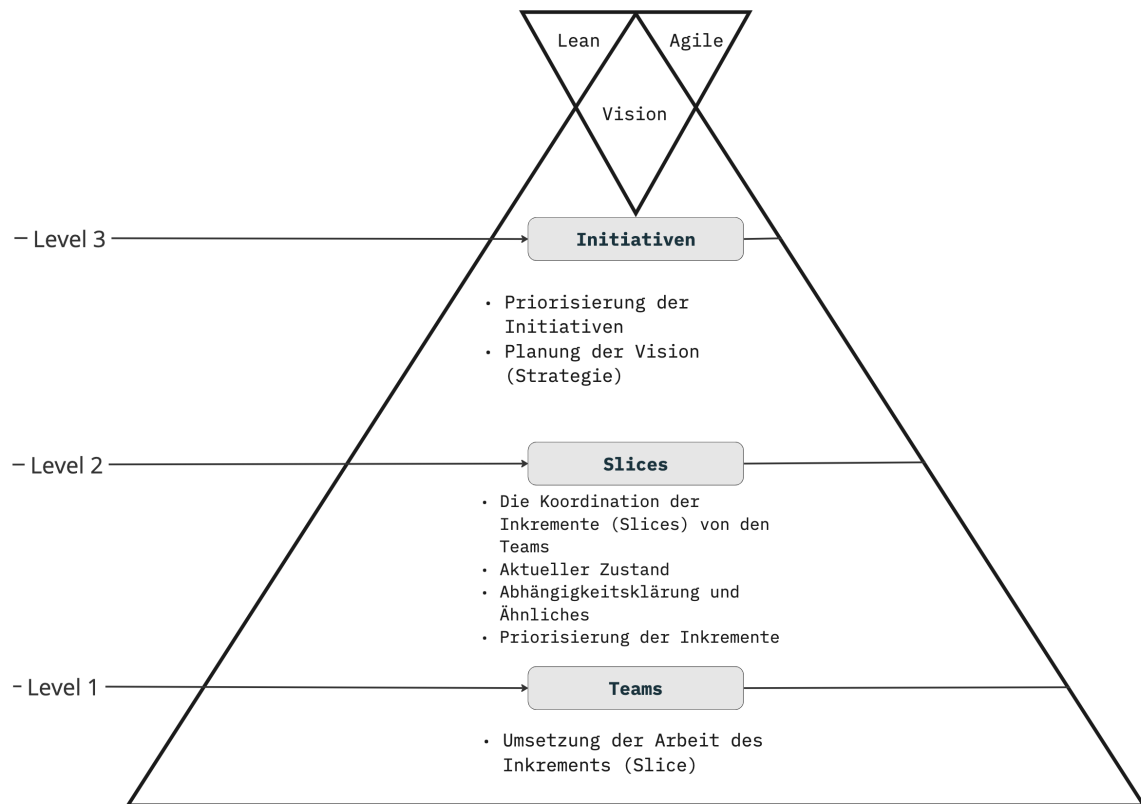 Lean
Agile
Vision
– Level 3
Initiativen
• Priorisierung der
Initiativen
• Planung der Vision
(Strategie)
– Level 2
Slices
• Die Koordination der
Inkremente (Slices) von den
Teams
• Aktueller Zustand
• Abhängigkeitsklärung und
Ähnliches
• Priorisierung der Inkremente
– Level 1
Teams
• Umsetzung der Arbeit des
Inkrements (Slice)